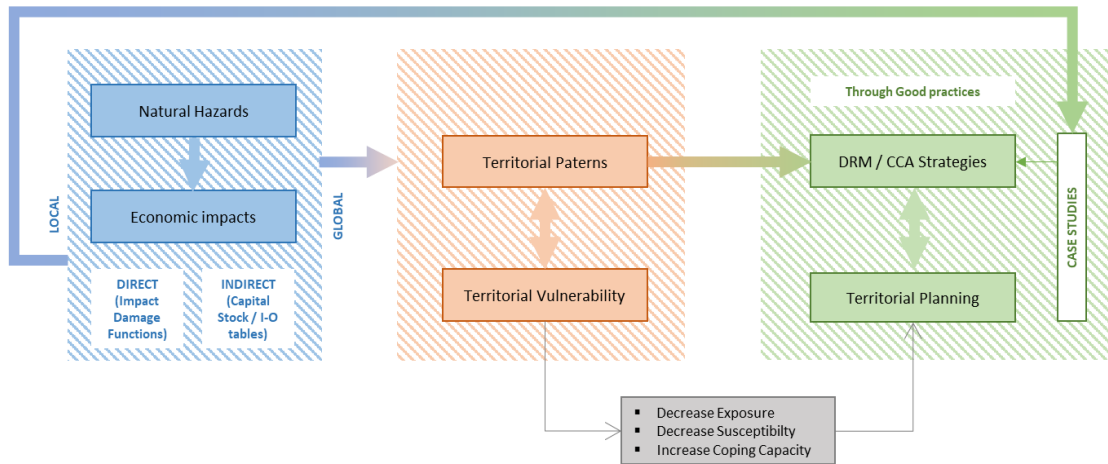 Natural Hazards
Economic impacts
LOCAL
GLOBAL
DIRECT
(Impact
Damage
Functions)
INDIRECT
(Capital
Stock / I-O
tables)
Territorial Paterns
Territorial Vulnerability
Through Good practices
DRM / CCA Strategies
Territorial Planning
CASE STUDIES
▪ Decrease Exposure
▪ Decrease Susceptibilty
▪ Increase Coping Capacity